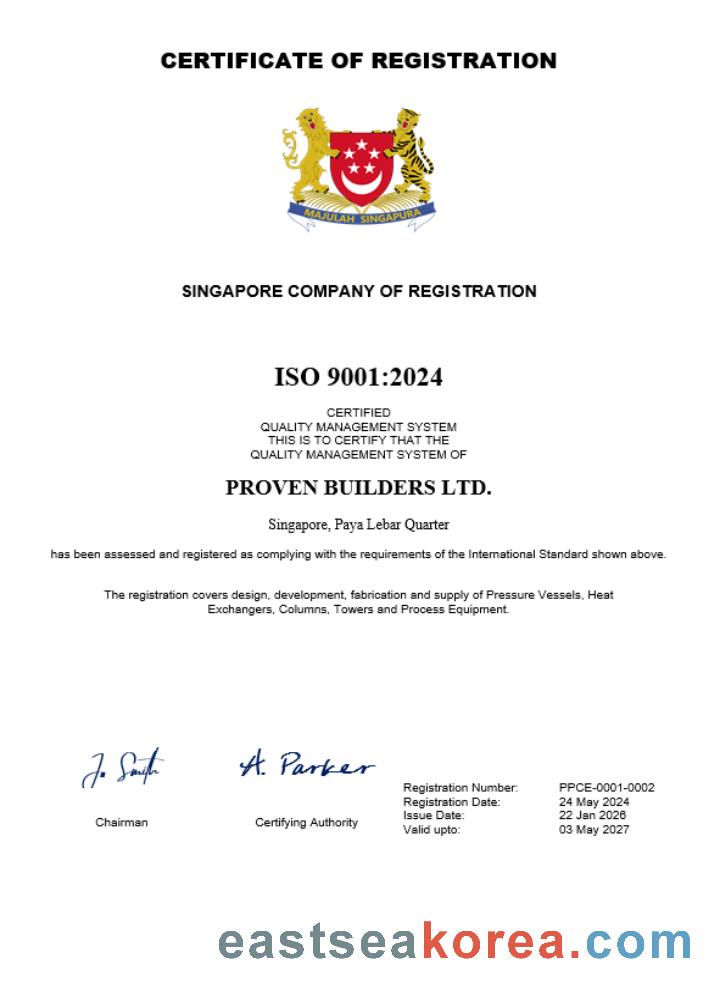 CERTIFICATE OF REGISTRATION
MAJULAH SINGAPURA
SINGAPORE COMPANY OF REGISTRATION
ISO 9001:2024
CERTIFIED
QUALITY MANAGEMENT SYSTEM
THIS IS TO CERTIFY THAT THE
QUALITY MANAGEMENT SYSTEM OF
PROVEN BUILDERS LTD.
Singapore, Paya Lebar Quarter
has been assessed and registered as complying with the requirements of the International Standard shown above.
The registration covers design, development, fabrication and supply of Pressure Vessels, Heat
Exchangers, Columns, Towers and Process Equipment.
Ja Smith
A. Parker
Chairman
Certifying Authority
Registration Number: PPCE-0001-0002
Registration Date: 24 May 2024
Issue Date: 22 Jan 2026
Valid upto: 03 May 2027
eastseakorea.com